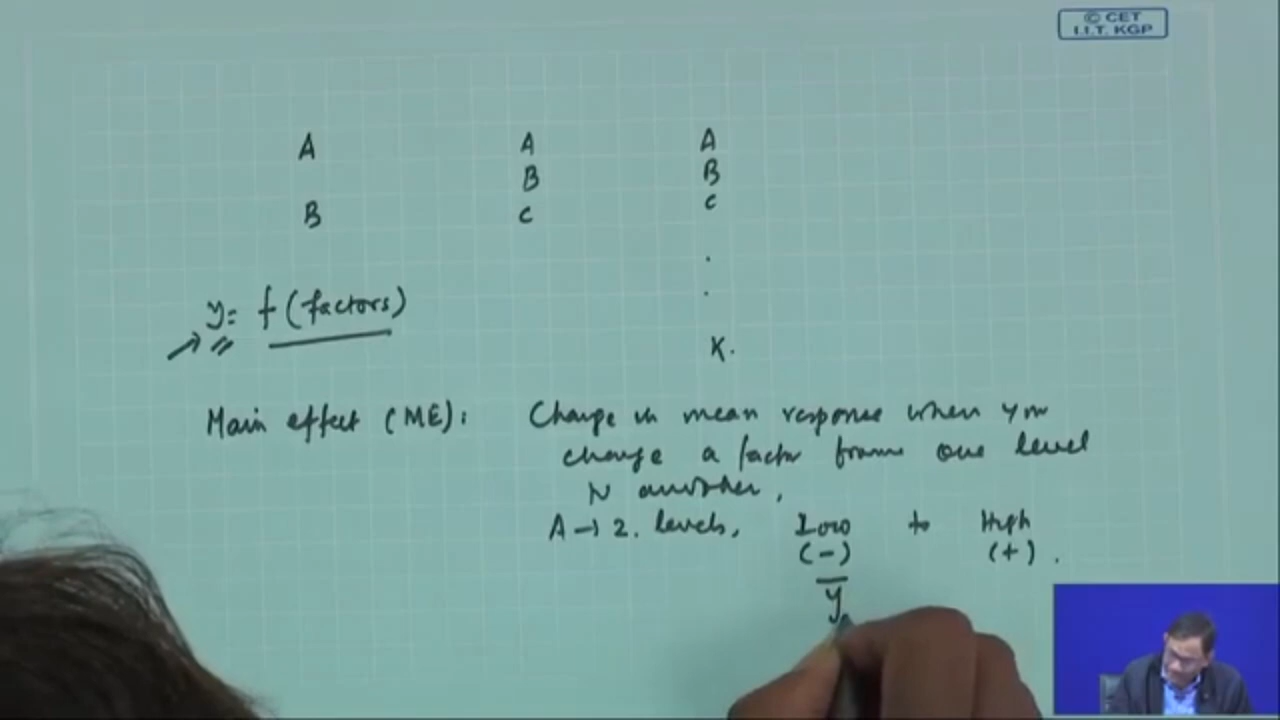 © CET
I.I.T. KGP
A A A
B B
B C C
.
.
y = f (factors)
K.
Main effect (ME): Change in mean response when you
change a factor from one level
to another,
A → 2. levels, Low to High
(-) (+) .
y